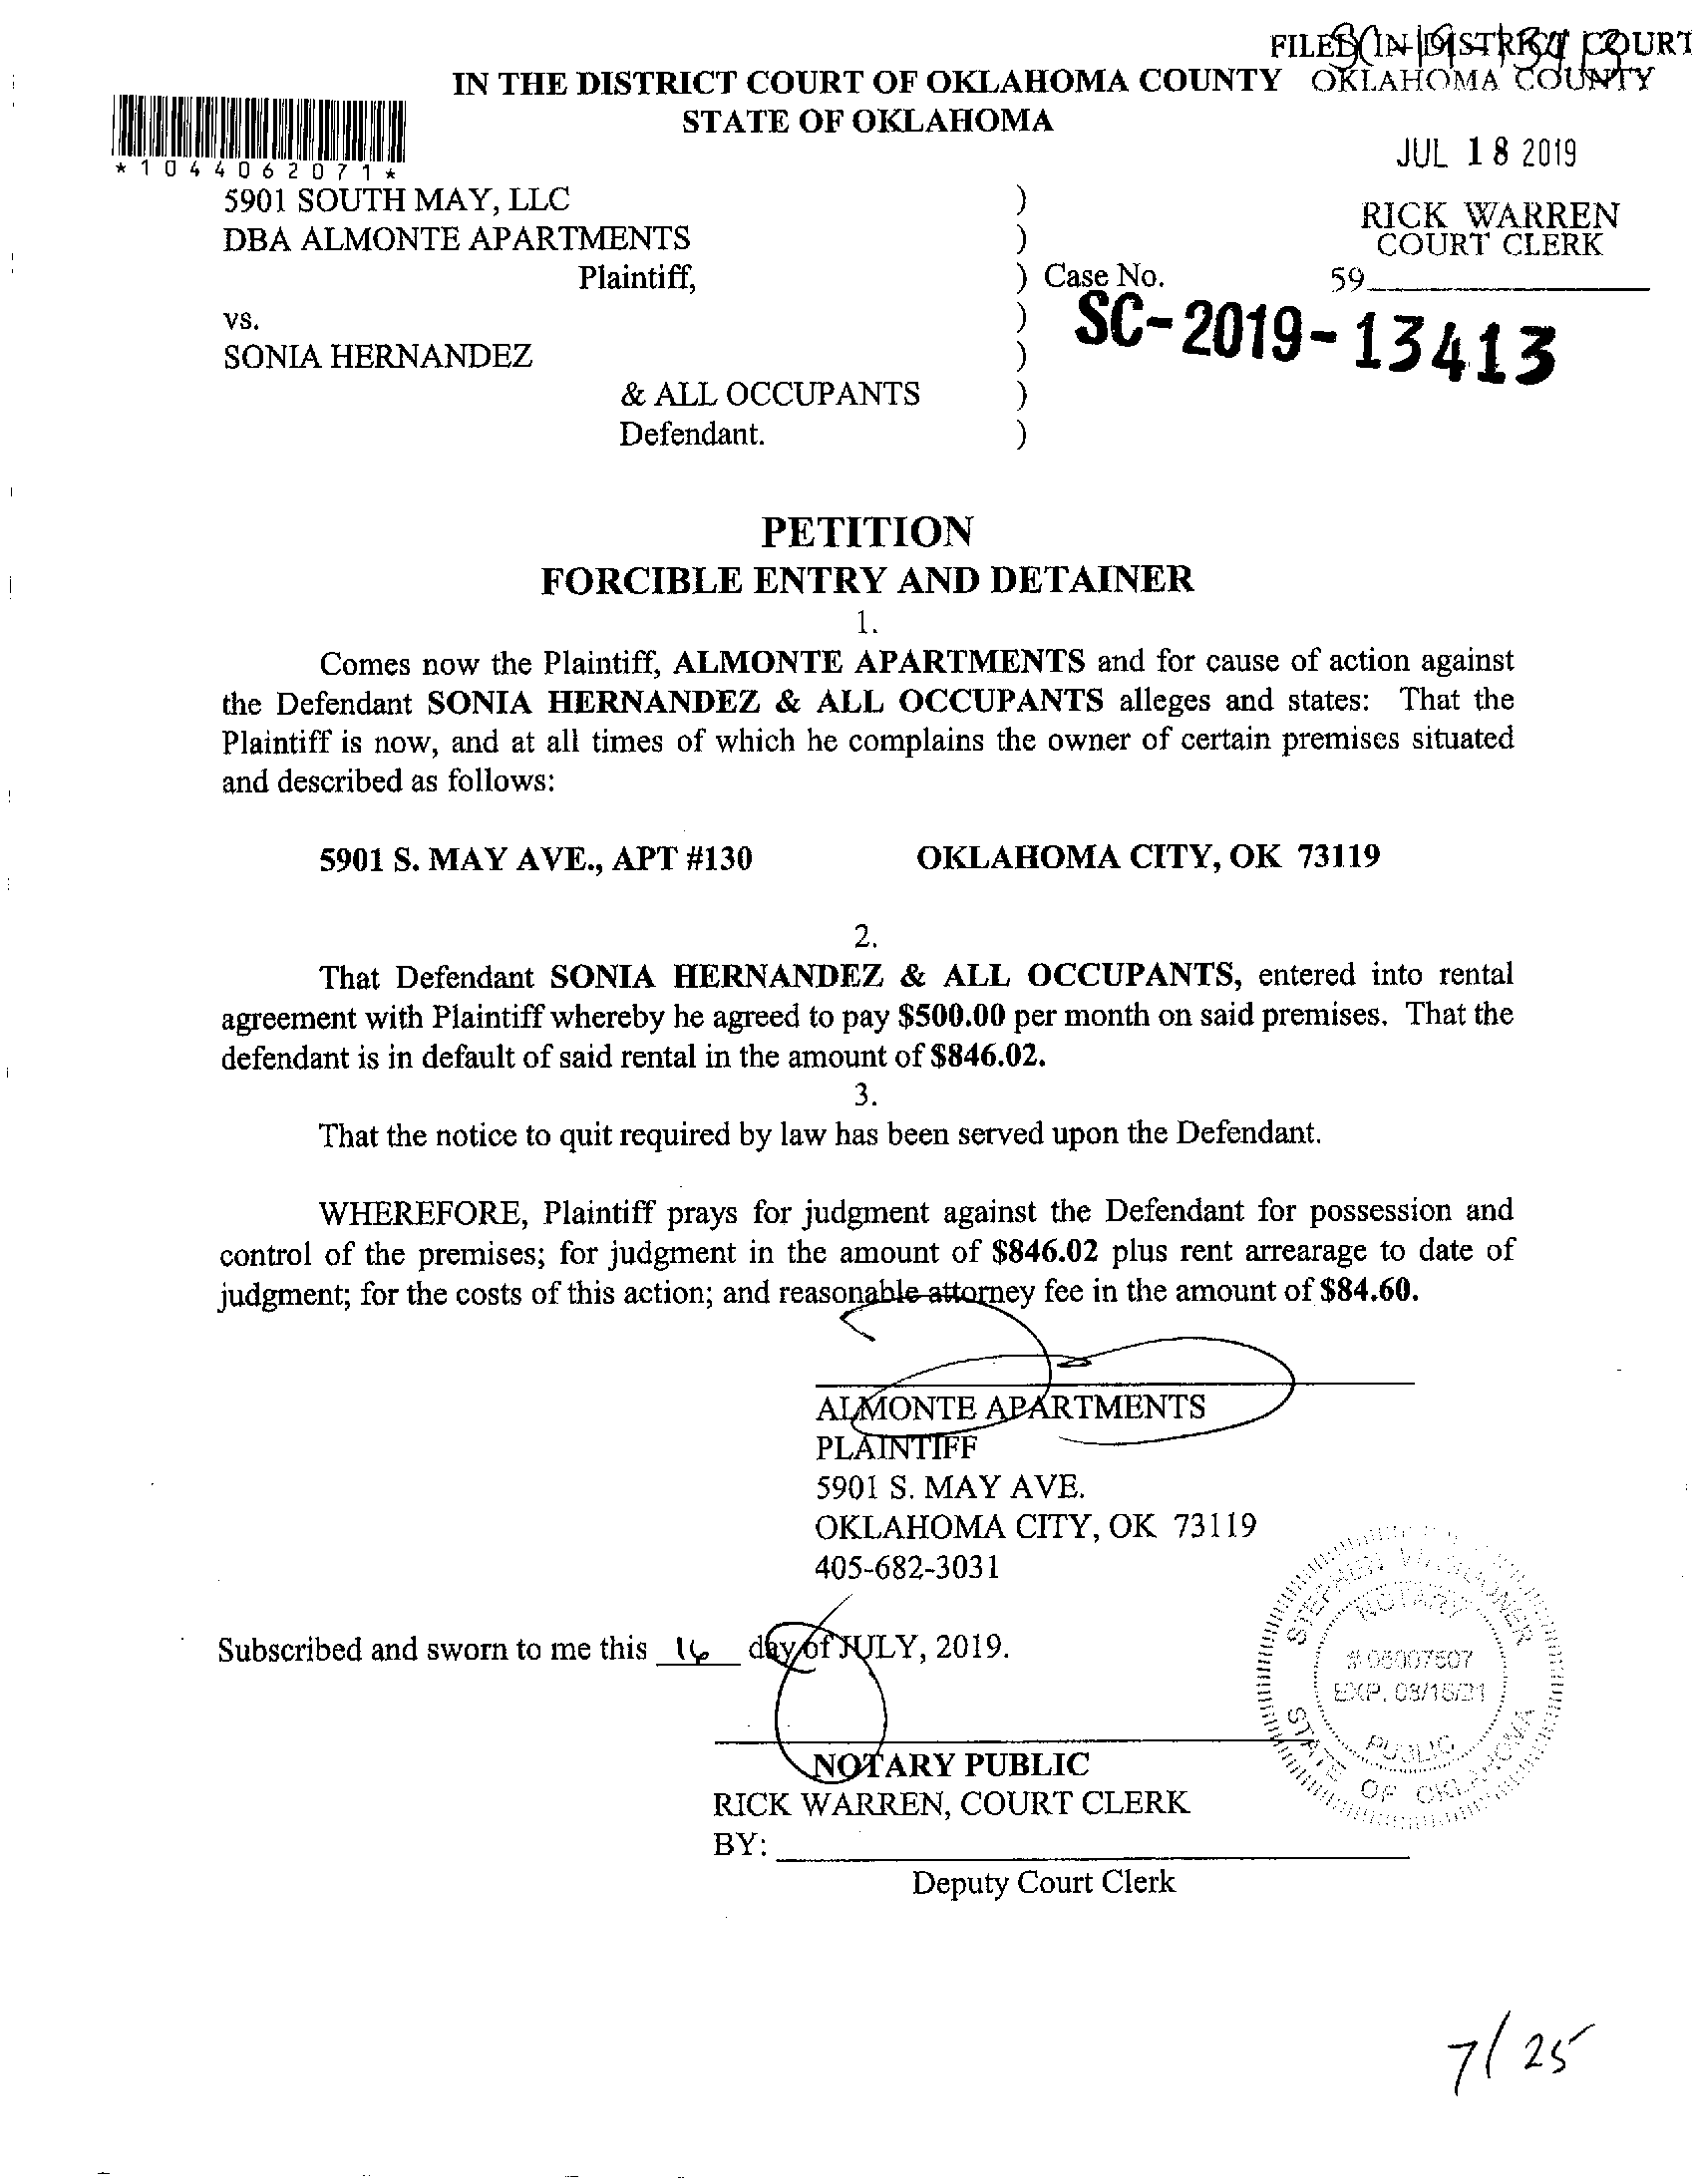 SC-19-13413
FILED IN DISTRICT COURT
IN THE DISTRICT COURT OF OKLAHOMA COUNTY OKLAHOMA COUNTY
STATE OF OKLAHOMA
JUL 18 2019
*1044062071*
5901 SOUTH MAY, LLC )
RICK WARREN
DBA ALMONTE APARTMENTS )
COURT CLERK
Plaintiff, ) Case No. 59
vs. )
SC-2019-13413
SONIA HERNANDEZ )
& ALL OCCUPANTS )
Defendant. )
PETITION
FORCIBLE ENTRY AND DETAINER
1.
Comes now the Plaintiff, ALMONTE APARTMENTS and for cause of action against
the Defendant SONIA HERNANDEZ & ALL OCCUPANTS alleges and states: That the
Plaintiff is now, and at all times of which he complains the owner of certain premises situated
and described as follows:
5901 S. MAY AVE., APT #130 OKLAHOMA CITY, OK 73119
2.
That Defendant SONIA HERNANDEZ & ALL OCCUPANTS, entered into rental
agreement with Plaintiff whereby he agreed to pay $500.00 per month on said premises. That the
defendant is in default of said rental in the amount of $846.02.
3.
That the notice to quit required by law has been served upon the Defendant.
WHEREFORE, Plaintiff prays for judgment against the Defendant for possession and
control of the premises; for judgment in the amount of $846.02 plus rent arrearage to date of
judgment; for the costs of this action; and reasonable attorney fee in the amount of $84.60.
ALMONTE APARTMENTS
PLAINTIFF
5901 S. MAY AVE.
OKLAHOMA CITY, OK 73119
405-682-3031
Subscribed and sworn to me this 16 day of JULY, 2019.
STEPHEN
NOTARY
EXP. 03/15/21
PUBLIC
STATE OF OKLAHOMA
NOTARY PUBLIC
RICK WARREN, COURT CLERK
BY:
Deputy Court Clerk
7/25